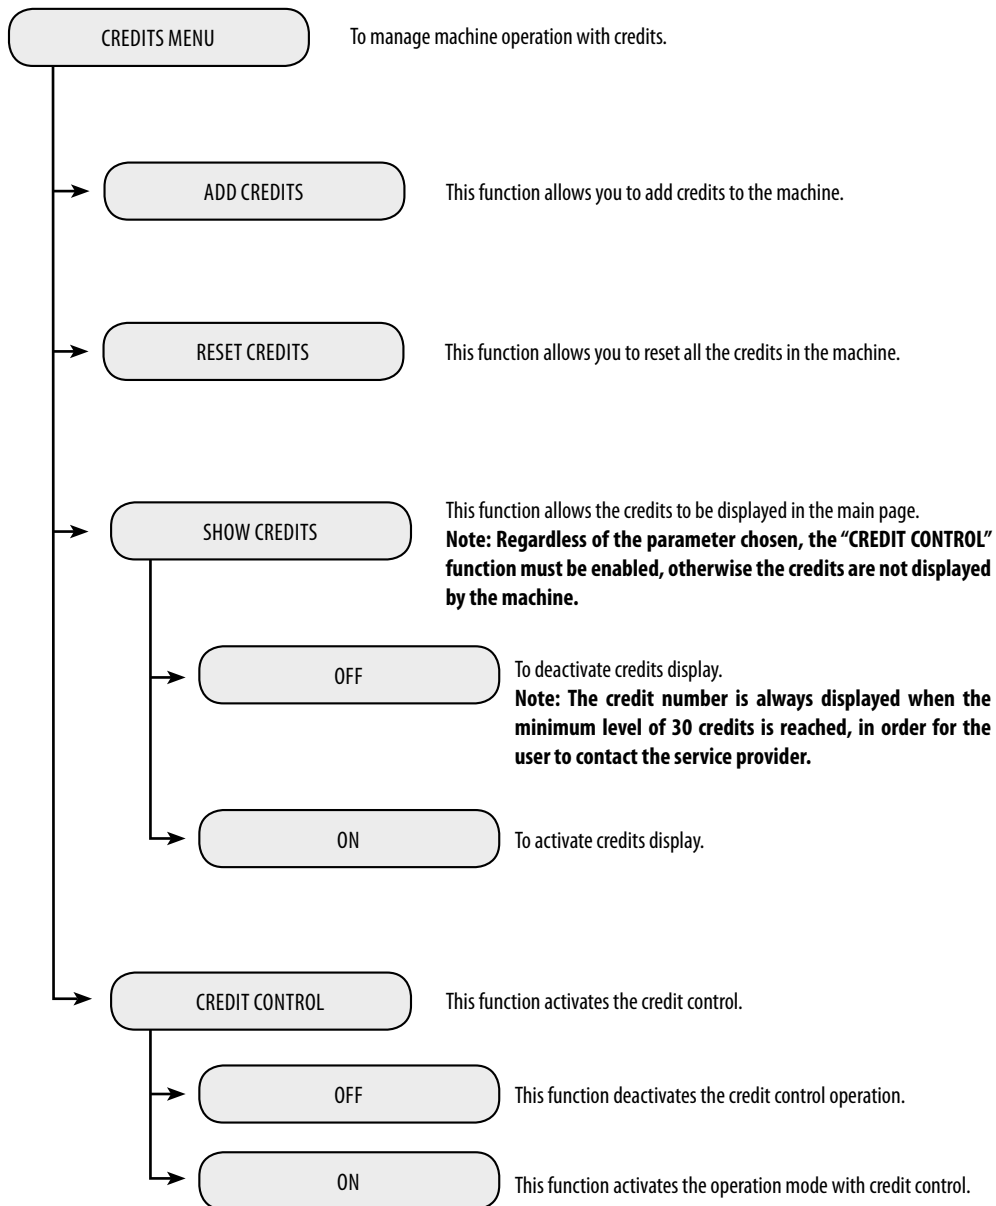 CREDITS MENU
To manage machine operation with credits.
ADD CREDITS
This function allows you to add credits to the machine.
RESET CREDITS
This function allows you to reset all the credits in the machine.
SHOW CREDITS
This function allows the credits to be displayed in the main page.
Note: Regardless of the parameter chosen, the “CREDIT CONTROL”
function must be enabled, otherwise the credits are not displayed
by the machine.
OFF
To deactivate credits display.
Note: The credit number is always displayed when the
minimum level of 30 credits is reached, in order for the
user to contact the service provider.
ON
To activate credits display.
CREDIT CONTROL
This function activates the credit control.
OFF
This function deactivates the credit control operation.
ON
This function activates the operation mode with credit control.